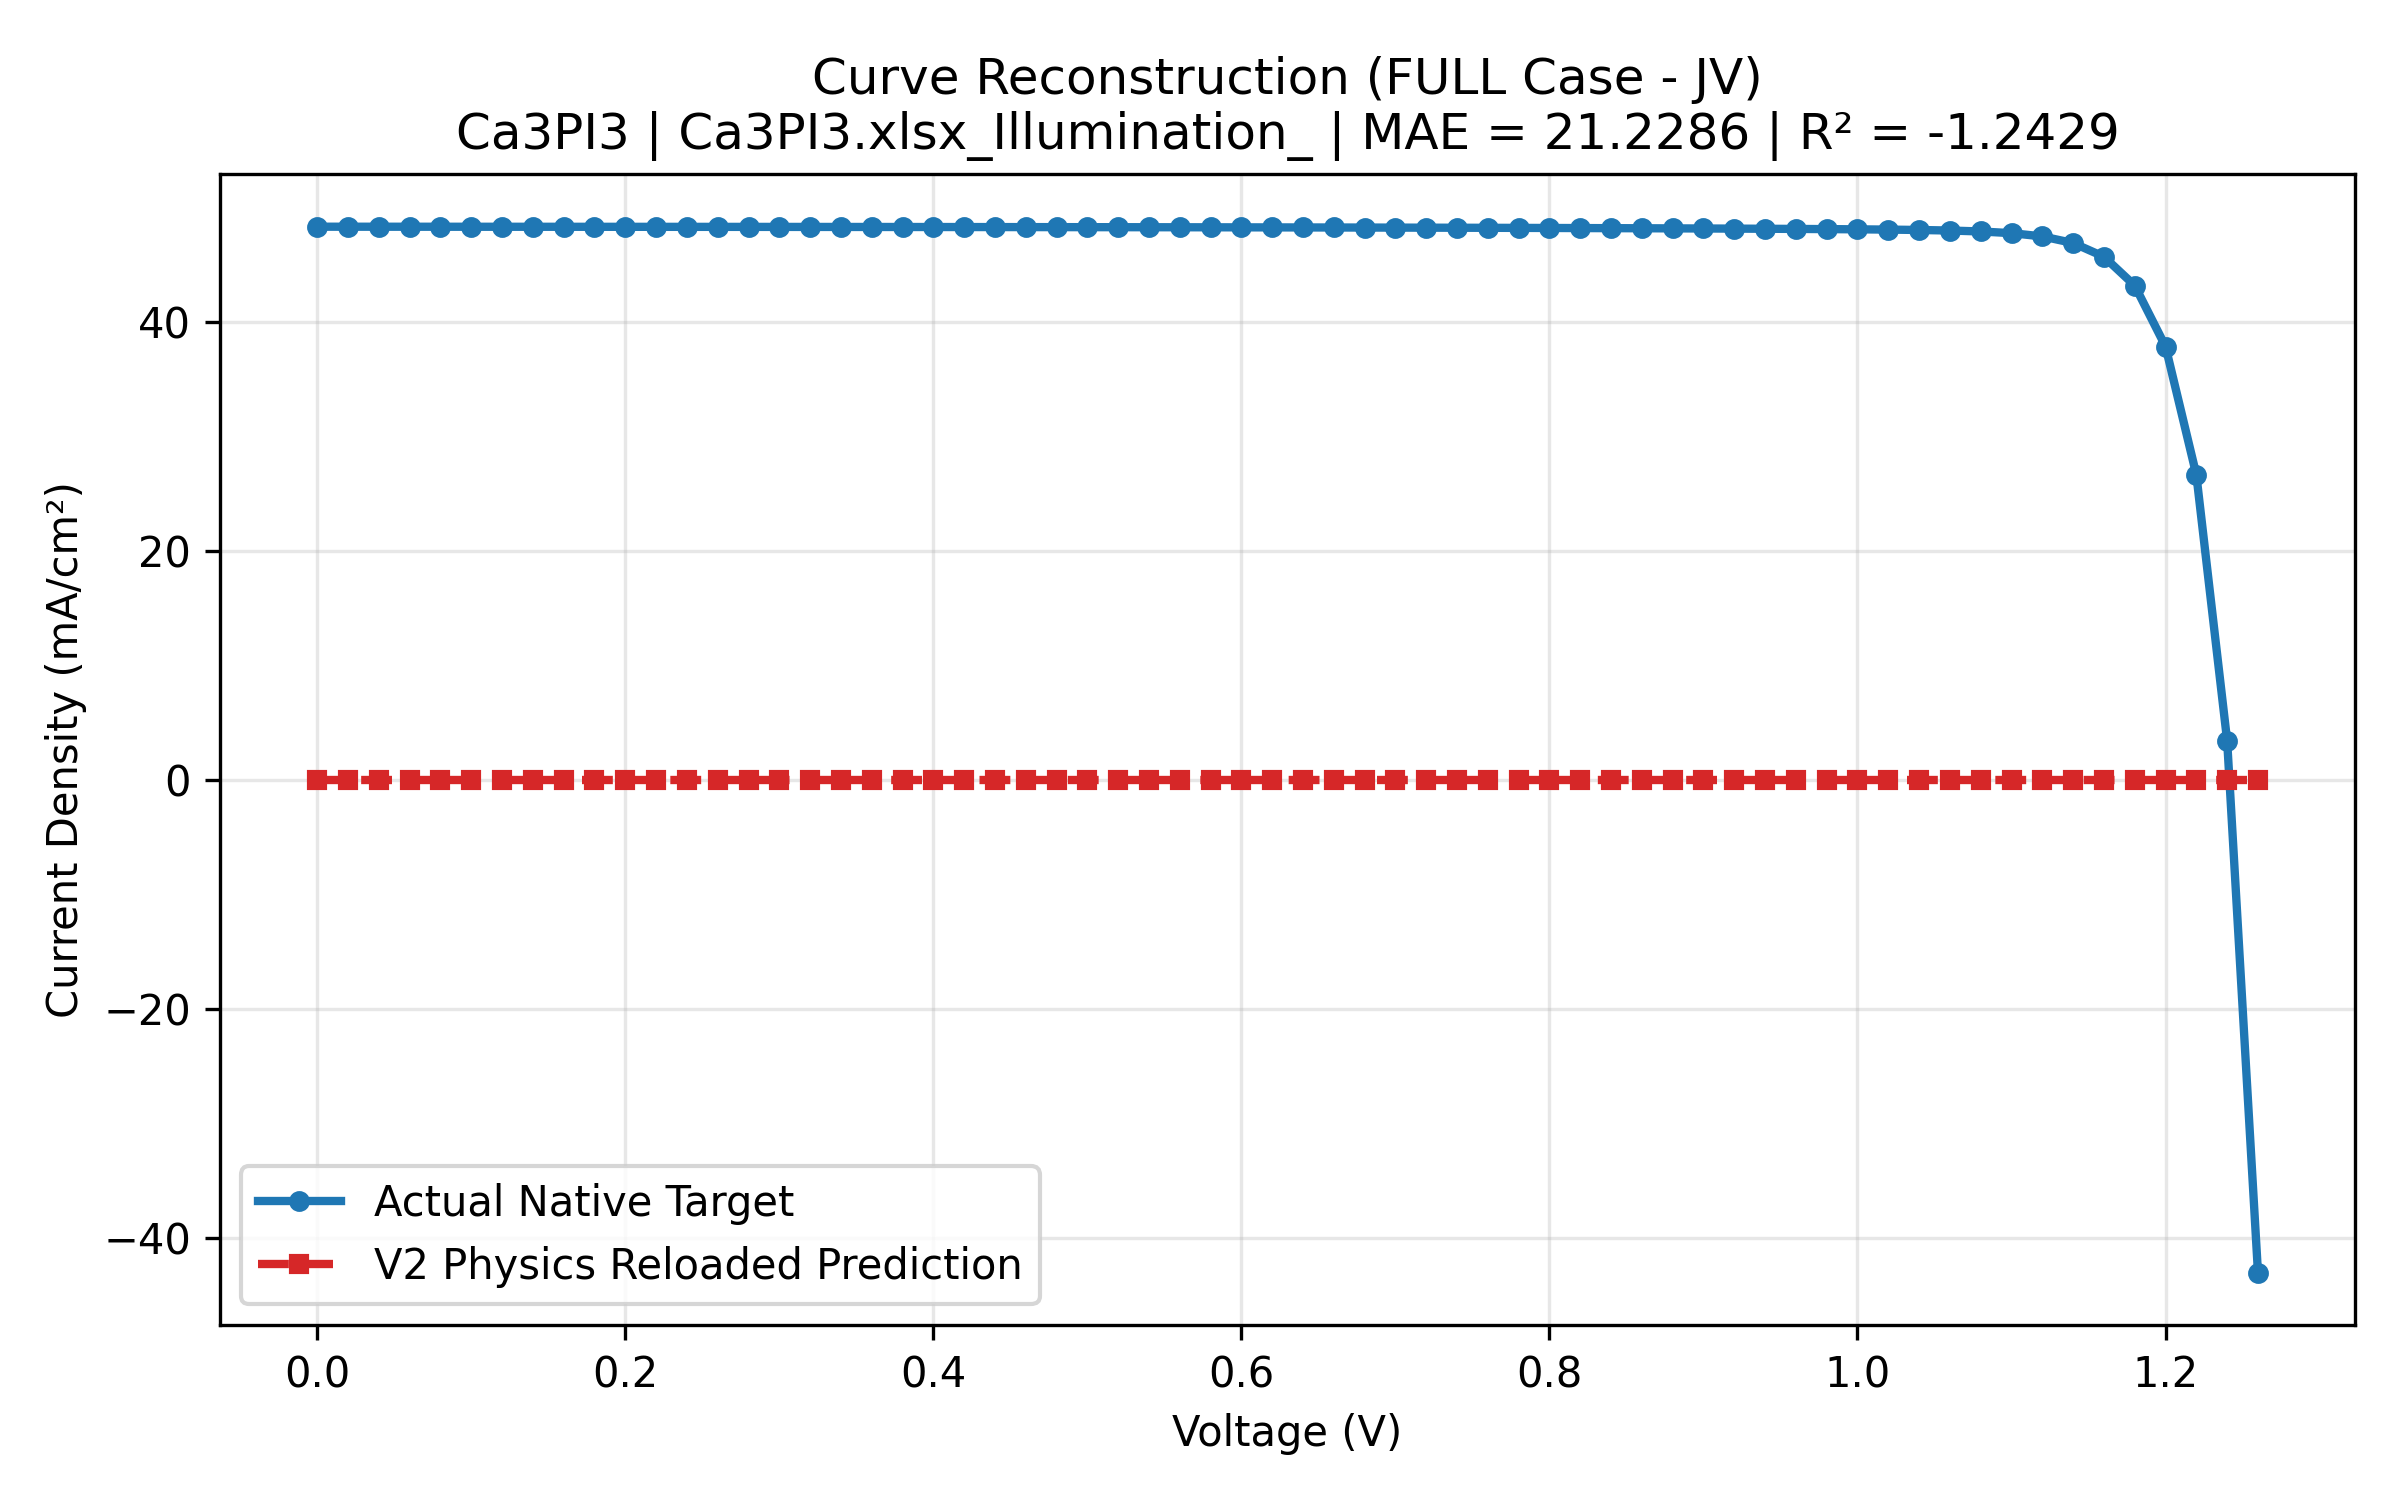 Curve Reconstruction (FULL Case - JV)
Ca3PI3 | Ca3PI3.xlsx_Illumination_ | MAE = 21.2286 | R² = -1.2429
Current Density (mA/cm²)
40
20
0
−20
−40
Actual Native Target
V2 Physics Reloaded Prediction
0.0 0.2 0.4 0.6 0.8 1.0 1.2
Voltage (V)